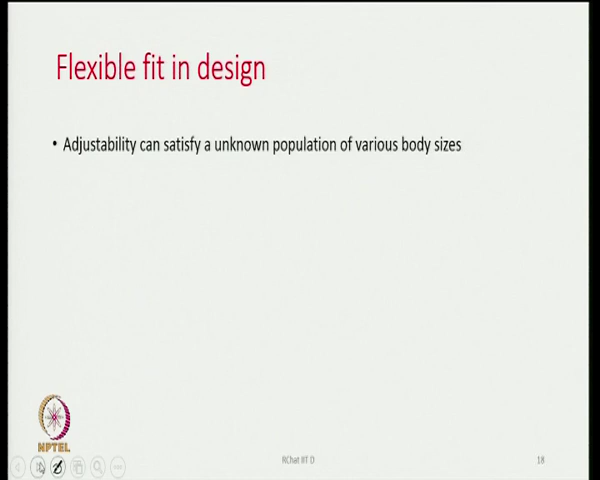 Flexible fit in design
• Adjustability can satisfy a unknown population of various body sizes
NPTEL
RChat IIT D
18